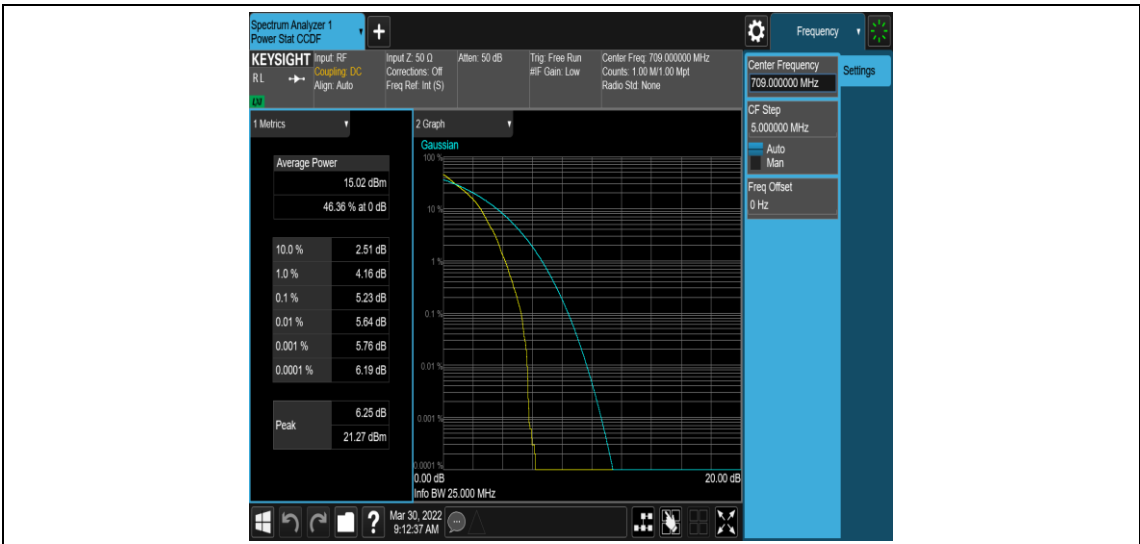 Spectrum Analyzer 1
Power Stat CCDF
+
Frequency
KEYSIGHT
RL
LXI
Input: RF
Coupling: DC
Align: Auto
Input Z: 50 Ω
Corrections: Off
Freq Ref: Int (S)
Atten: 50 dB
Trig: Free Run
#IF Gain: Low
Center Freq: 709.000000 MHz
Counts: 1.00 M/1.00 Mpt
Radio Std: None
Center Frequency
709.000000 MHz
Settings
CF Step
5.000000 MHz
Auto
Man
Freq Offset
0 Hz
1 Metrics
Average Power
15.02 dBm
46.36 % at 0 dB
10.0 % 2.51 dB
1.0 % 4.16 dB
0.1 % 5.23 dB
0.01 % 5.64 dB
0.001 % 5.76 dB
0.0001 % 6.19 dB
Peak
6.25 dB
21.27 dBm
2 Graph
Gaussian
100 %
10 %
1 %
0.1 %
0.01 %
0.001 %
0.0001 %
0.00 dB 20.00 dB
Info BW 25.000 MHz
?
Mar 30, 2022
9:12:37 AM